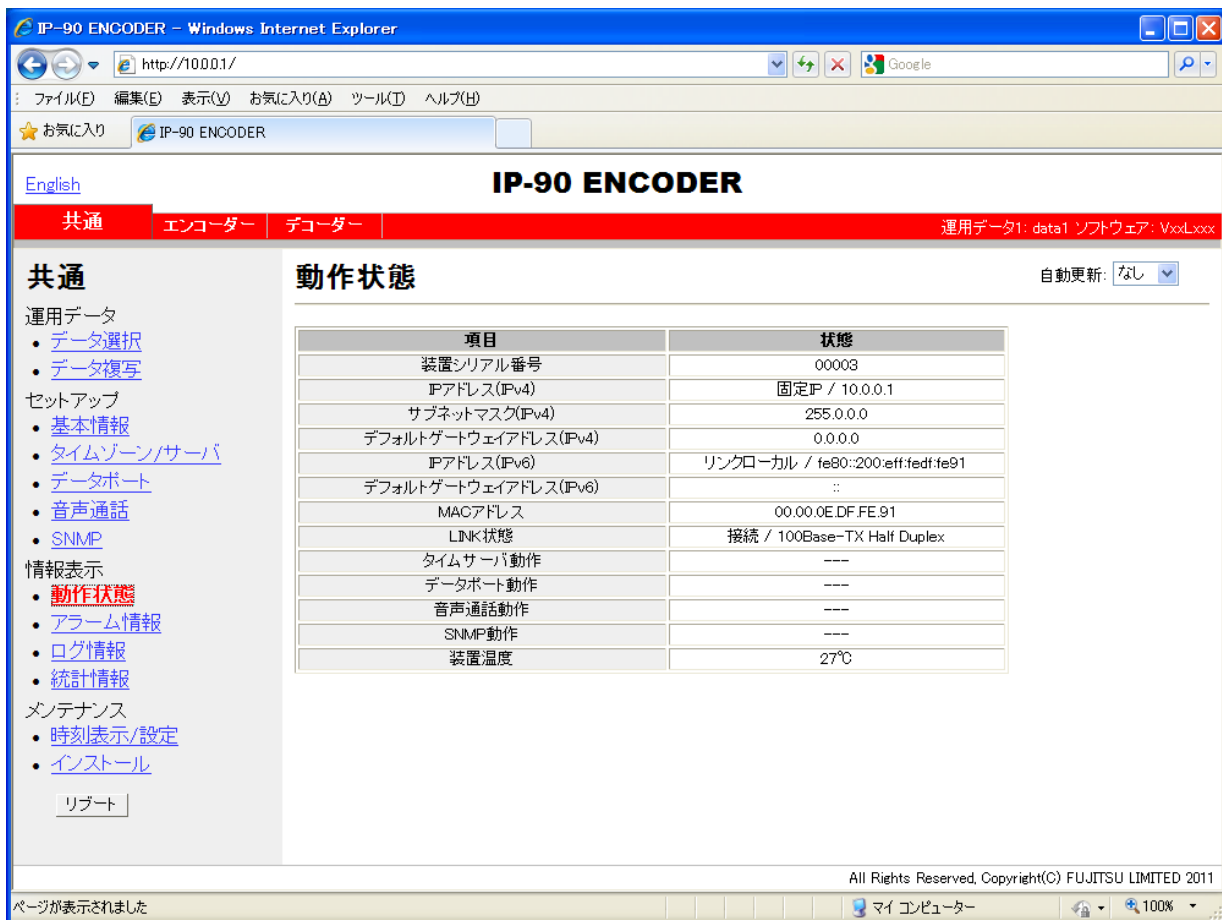 IP-90 ENCODER - Windows Internet Explorer
http://10.0.0.1/
Google
ファイル(F) 編集(E) 表示(V) お気に入り(A) ツール(T) ヘルプ(H)
お気に入り IP-90 ENCODER
English
IP-90 ENCODER
共通 エンコーダー デコーダー 運用データ1: data1 ソフトウェア: VxxLxxx
共通
運用データ
データ選択
データ複写
セットアップ
基本情報
タイムゾーン/サーバ
データポート
音声通話
SNMP
情報表示
動作状態
アラーム情報
ログ情報
統計情報
メンテナンス
時刻表示/設定
インストール
リブート
動作状態
自動更新: なし
項目 状態
装置シリアル番号 00003
IPアドレス(IPv4) 固定IP / 10.0.0.1
サブネットマスク(IPv4) 255.0.0.0
デフォルトゲートウェイアドレス(IPv4) 0.0.0.0
IPアドレス(IPv6) リンクローカル / fe80::200:eff:fedf:fe91
デフォルトゲートウェイアドレス(IPv6) ::
MACアドレス 00.00.0E.DF.FE.91
LINK状態 接続 / 100Base-TX Half Duplex
タイムサーバ動作 ---
データポート動作 ---
音声通話動作 ---
SNMP動作 ---
装置温度 27℃
All Rights Reserved, Copyright(C) FUJITSU LIMITED 2011
ページが表示されました マイ コンピューター 100%